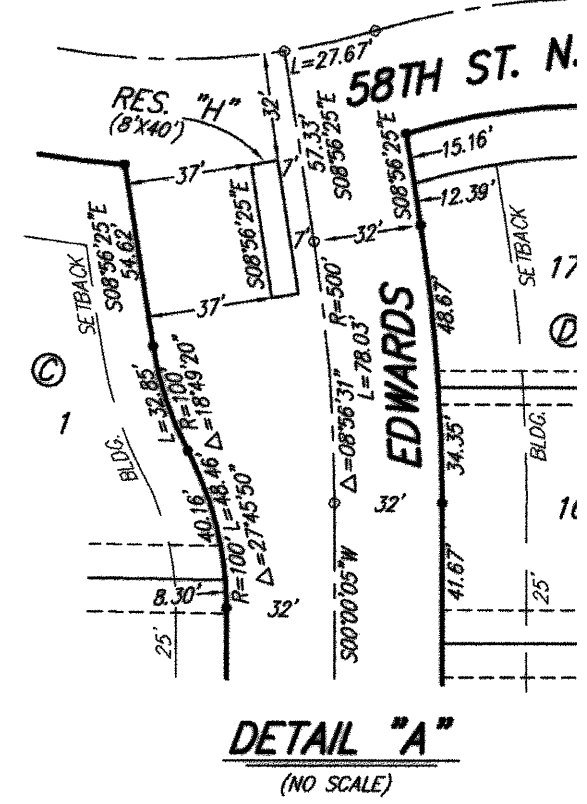 L=27.67'
58TH ST. N.
RES. "H"
(8'X40')
32'
57.33'
S08°56'25"E
S08°56'25"E
15.16'
12.39'
37'
7'
S08°56'25"E
S08°56'25"E
54.62'
7'
32'
SETBACK
SETBACK
17
37'
R=500'
EDWARDS
48.67'
D
C
1
L=32.85'
R=100'
△=18°49'20"
△=08°56'31"
L=78.03'
BLDG.
BLDG.
34.35'
40.16'
L=48.46'
R=100'
△=27°45'50"
32'
16
8.30'
32'
S00°00'05"W
41.67'
25'
25'
DETAIL "A"
(NO SCALE)